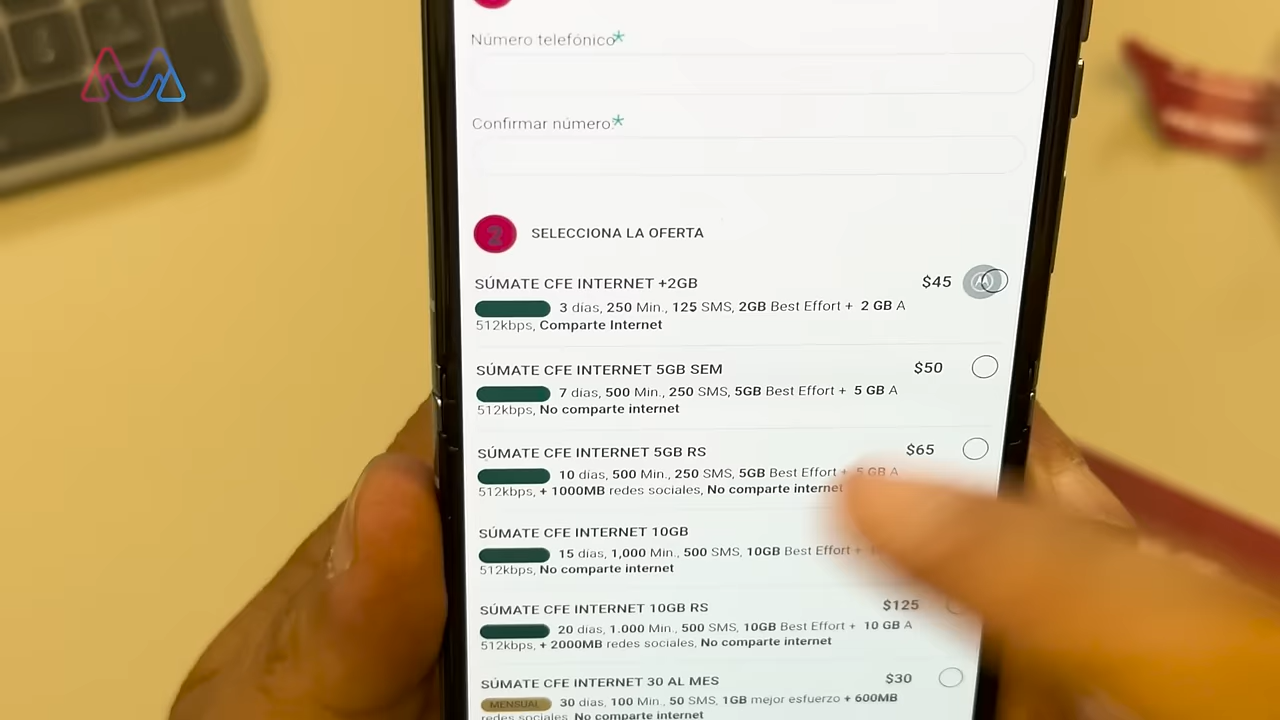 Número telefónico*
Confirmar número:*
2 SELECCIONA LA OFERTA
SÚMATE CFE INTERNET +2GB $45
3 días, 250 Min., 125 SMS, 2GB Best Effort + 2 GB A
512kbps, Comparte Internet
SÚMATE CFE INTERNET 5GB SEM $50
7 días, 500 Min., 250 SMS, 5GB Best Effort + 5 GB A
512kbps, No comparte internet
SÚMATE CFE INTERNET 5GB RS $65
10 días, 500 Min., 250 SMS, 5GB Best Effort + 5 GB A
512kbps, + 1000MB redes sociales, No comparte internet
SÚMATE CFE INTERNET 10GB
15 días, 1,000 Min., 500 SMS, 10GB Best Effort +
512kbps, No comparte internet
SÚMATE CFE INTERNET 10GB RS $125
20 días, 1.000 Min., 500 SMS, 10GB Best Effort + 10 GB A
512kbps, + 2000MB redes sociales, No comparte internet
SÚMATE CFE INTERNET 30 AL MES $30
MENSUAL 30 días, 100 Min., 50 SMS, 1GB mejor esfuerzo + 600MB
redes sociales, No comparte internet